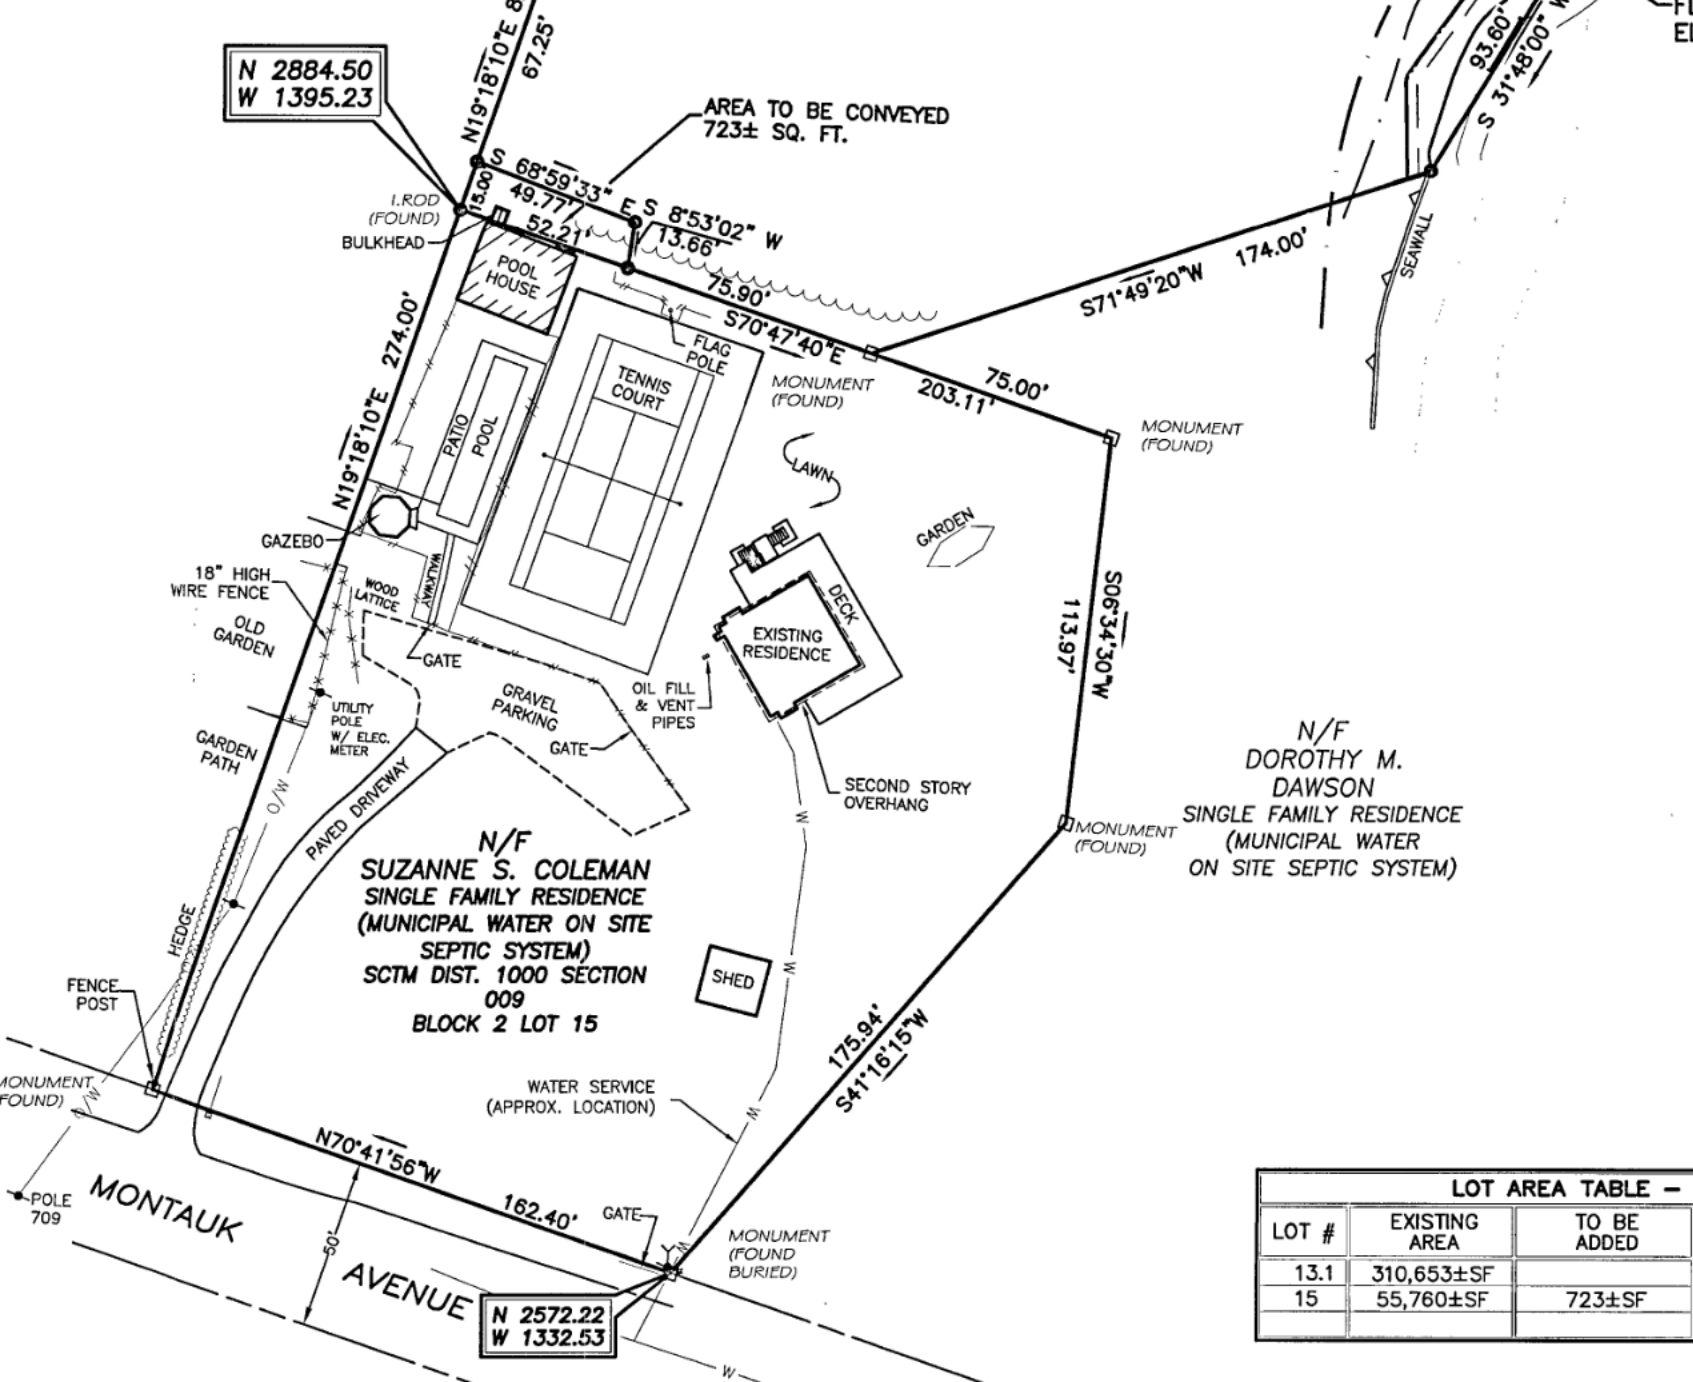 N19°18'10"E
67.25'
N 2884.50
W 1395.23
AREA TO BE CONVEYED
723± SQ. FT.
93.60'
S 31°48'00" W
S 68°59'33" E
49.77'
15.00'
I.ROD
(FOUND)
BULKHEAD
52.21'
S 8°53'02" W
13.66'
POOL
HOUSE
75.90'
S70°47'40"E
S71°49'20"W
174.00'
SEAWALL
FLAG
POLE
MONUMENT
(FOUND)
75.00'
203.11'
MONUMENT
(FOUND)
TENNIS
COURT
PATIO
POOL
N19°18'10"E 274.00'
LAWN
GARDEN
GAZEBO
18" HIGH
WIRE FENCE
WOOD
LATTICE
WALKWAY
OLD
GARDEN
GATE
DECK
EXISTING
RESIDENCE
S06°34'30"W
113.97'
OIL FILL
& VENT
PIPES
GRAVEL
PARKING
GATE
UTILITY
POLE
W/ ELEC.
METER
GARDEN
PATH
O/W
PAVED DRIVEWAY
SECOND STORY
OVERHANG
W
N/F
DOROTHY M.
DAWSON
SINGLE FAMILY RESIDENCE
(MUNICIPAL WATER
ON SITE SEPTIC SYSTEM)
MONUMENT
(FOUND)
N/F
SUZANNE S. COLEMAN
SINGLE FAMILY RESIDENCE
(MUNICIPAL WATER ON SITE
SEPTIC SYSTEM)
SCTM DIST. 1000 SECTION
009
BLOCK 2 LOT 15
HEDGE
SHED
W
FENCE
POST
175.94'
S41°16'15"W
MONUMENT
FOUND)
O/W
WATER SERVICE
(APPROX. LOCATION)
W
N70°41'56"W
162.40'
GATE
W
MONUMENT
(FOUND
BURIED)
POLE
709
MONTAUK
AVENUE
50'
N 2572.22
W 1332.53
W
LOT AREA TABLE –
LOT #
EXISTING
AREA
TO BE
ADDED
13.1 310,653±SF
15 55,760±SF 723±SF